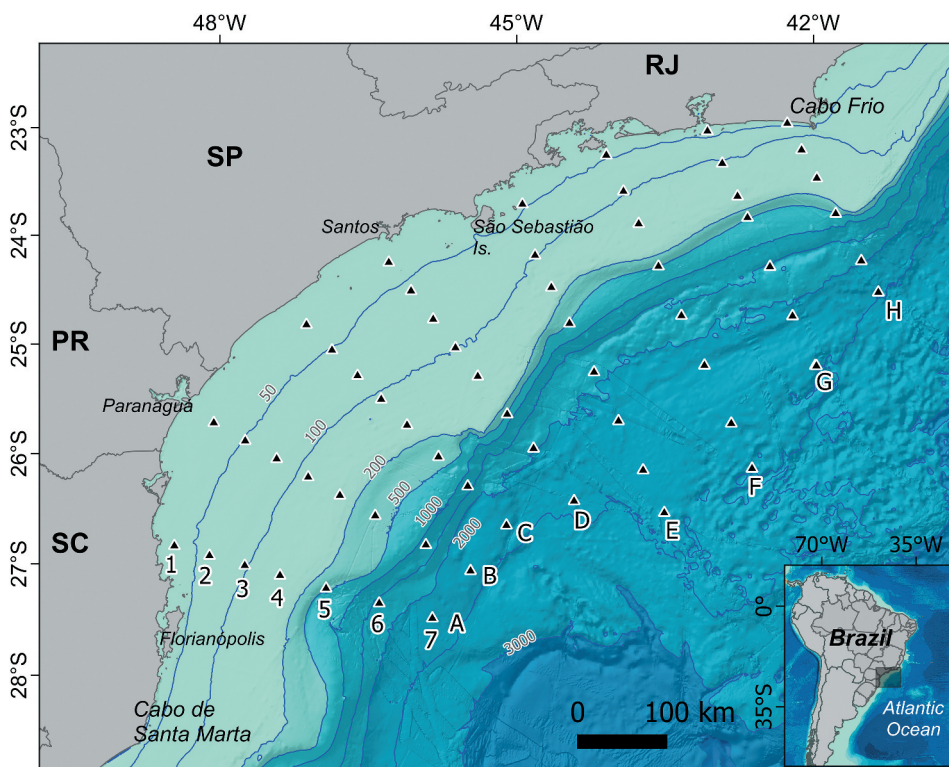 48°W 45°W 42°W
RJ
Cabo Frio
23°S
SP
Santos
São Sebastião
Is.
24°S
H
PR
25°S
G
50
Paranaguá
100
26°S
200
F
500
1000
C
D
E
2000
SC
1
2
3
4
5
6
7
A
B
27°S
70°W 35°W
0°
Brazil
Florianópolis
3000
28°S
Cabo de
Santa Marta
0 100 km
35°S
Atlantic
Ocean